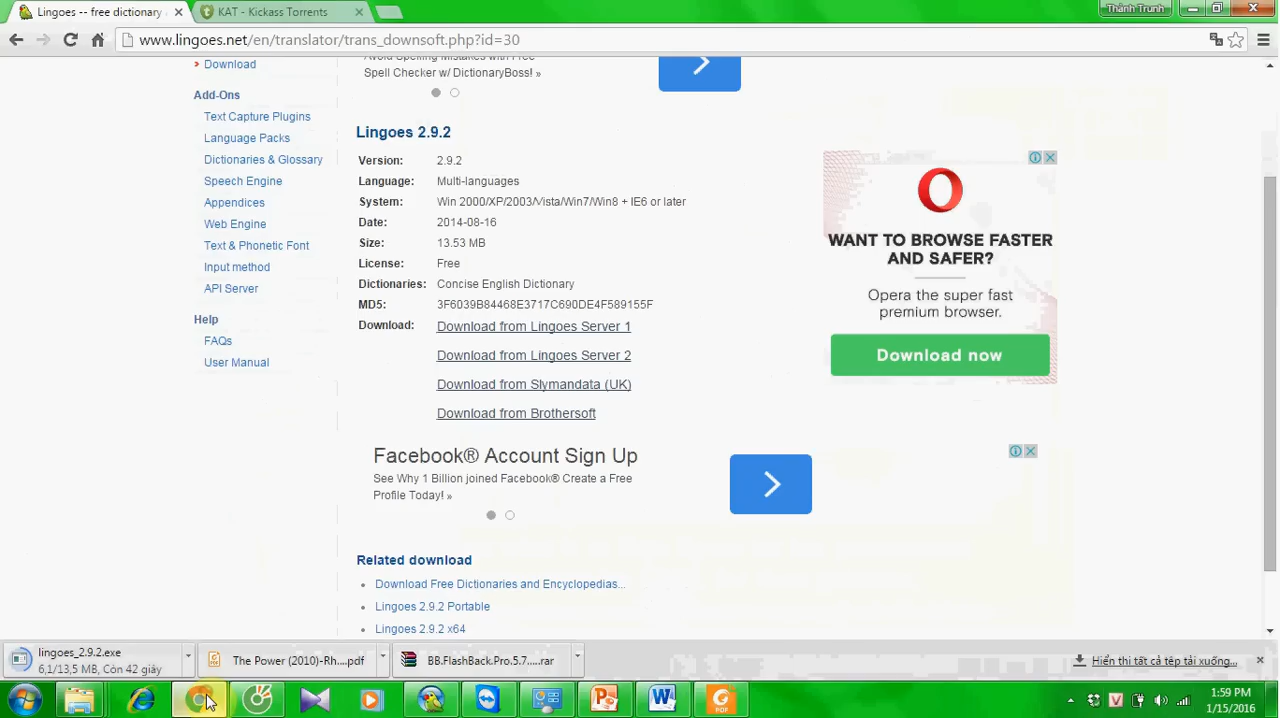 Lingoes -- free dictionary
KAT - Kickass Torrents
Thành Trunh
www.lingoes.net/en/translator/trans_downsoft.php?id=30
Download
Add-Ons
Text Capture Plugins
Language Packs
Dictionaries & Glossary
Speech Engine
Appendices
Web Engine
Text & Phonetic Font
Input method
API Server
Help
FAQs
User Manual
Avoid Spelling Mistakes with Free
Spell Checker w/ DictionaryBoss! »
Lingoes 2.9.2
Version: 2.9.2
Language: Multi-languages
System: Win 2000/XP/2003/Vista/Win7/Win8 + IE6 or later
Date: 2014-08-16
Size: 13.53 MB
License: Free
Dictionaries: Concise English Dictionary
MD5: 3F6039B84468E3717C690DE4F589155F
Download: Download from Lingoes Server 1
Download from Lingoes Server 2
Download from Slymandata (UK)
Download from Brothersoft
WANT TO BROWSE FASTER
AND SAFER?
Opera the super fast
premium browser.
Download now
Facebook® Account Sign Up
See Why 1 Billion joined Facebook® Create a Free
Profile Today! »
Related download
Download Free Dictionaries and Encyclopedias...
Lingoes 2.9.2 Portable
Lingoes 2.9.2 x64
lingoes_2.9.2.exe
6,1/13,5 MB, Còn 42 giây
The Power (2010)-Rh....pdf
BB.FlashBack.Pro.5.7.....rar
Hiển thị tất cả tệp tải xuống...
PDF
V
1:59 PM
1/15/2016